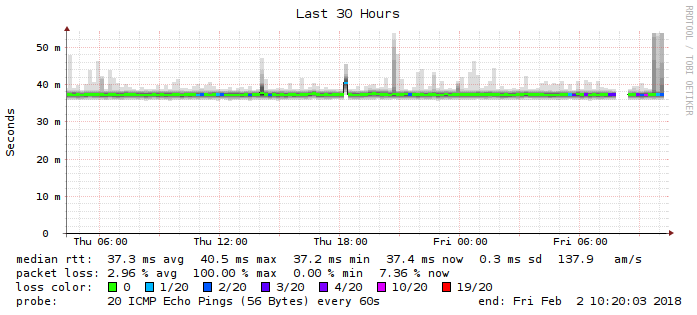 Last 30 Hours
RRDTOOL / TOBI OETIKER
Seconds
50 m
40 m
30 m
20 m
10 m
0
Thu 06:00 Thu 12:00 Thu 18:00 Fri 00:00 Fri 06:00
median rtt: 37.3 ms avg 40.5 ms max 37.2 ms min 37.4 ms now 0.3 ms sd 137.9 am/s
packet loss: 2.96 % avg 100.00 % max 0.00 % min 7.36 % now
loss color: 0 1/20 2/20 3/20 4/20 10/20 19/20
probe: 20 ICMP Echo Pings (56 Bytes) every 60s end: Fri Feb 2 10:20:03 2018